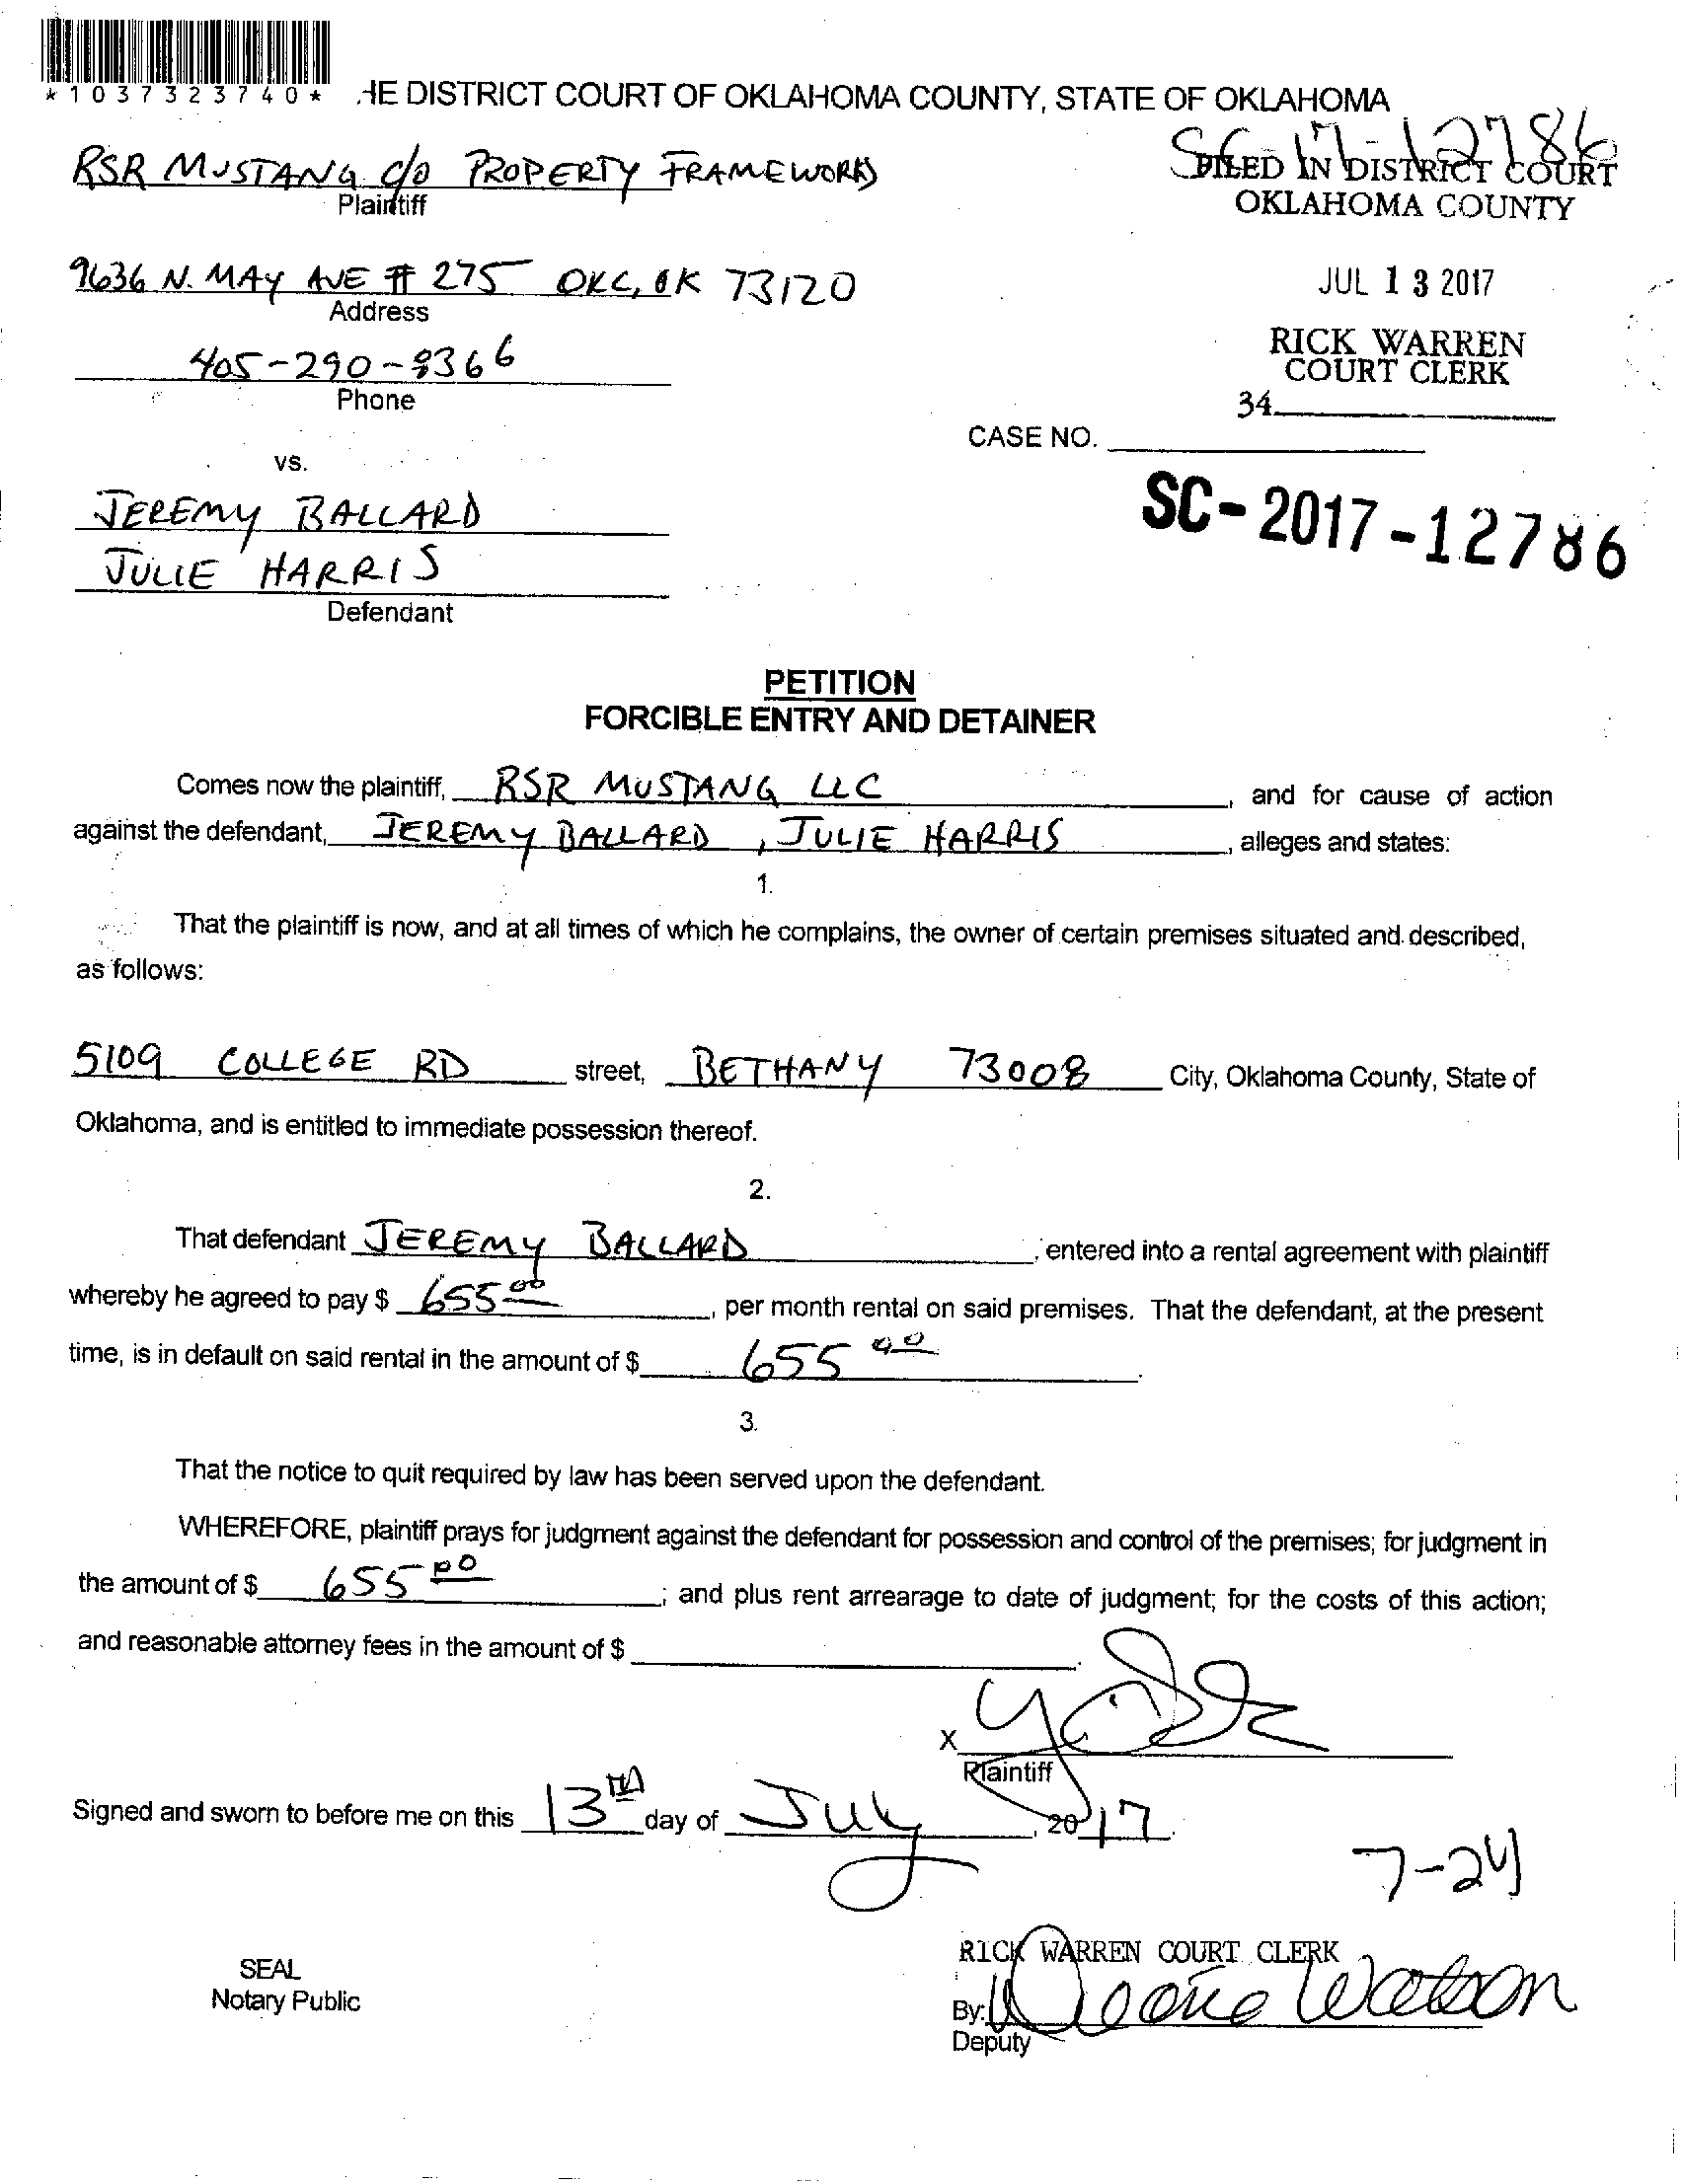 *1037323740*
HE DISTRICT COURT OF OKLAHOMA COUNTY, STATE OF OKLAHOMA
SC-17-12786
RSR MUSTANG c/o PROPERTY FRAMEWORKS
Plaintiff
FILED IN DISTRICT COURT
OKLAHOMA COUNTY
9636 N. MAY AVE # 275 OKC, OK 73120
Address
JUL 13 2017
405-290-8366
Phone
RICK WARREN
COURT CLERK
34
CASE NO.
vs.
SC-2017-12786
JEREMY BALLARD
JULIE HARRIS
Defendant
PETITION
FORCIBLE ENTRY AND DETAINER
Comes now the plaintiff, RSR MUSTANG LLC, and for cause of action
against the defendant, JEREMY BALLARD, JULIE HARRIS, alleges and states:
1.
That the plaintiff is now, and at all times of which he complains, the owner of certain premises situated and described,
as follows:
5109 COLLEGE RD street, BETHANY 73008 City, Oklahoma County, State of
Oklahoma, and is entitled to immediate possession thereof.
2.
That defendant JEREMY BALLARD, entered into a rental agreement with plaintiff
whereby he agreed to pay $ 655 00, per month rental on said premises. That the defendant, at the present
time, is in default on said rental in the amount of $ 655 00.
3.
That the notice to quit required by law has been served upon the defendant.
WHEREFORE, plaintiff prays for judgment against the defendant for possession and control of the premises; for judgment in
the amount of $ 655 00; and plus rent arrearage to date of judgment; for the costs of this action;
and reasonable attorney fees in the amount of $ .
X
Plaintiff
Signed and sworn to before me on this 13TH day of July, 2017.
7-24
RICK WARREN COURT CLERK
SEAL
Notary Public
By: Watson
Deputy